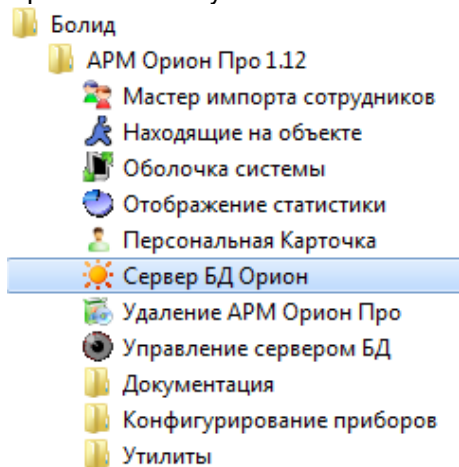 Болид
АРМ Орион Про 1.12
Мастер импорта сотрудников
Находящие на объекте
Оболочка системы
Отображение статистики
Персональная Карточка
Сервер БД Орион
Удаление АРМ Орион Про
Управление сервером БД
Документация
Конфигурирование приборов
Утилиты